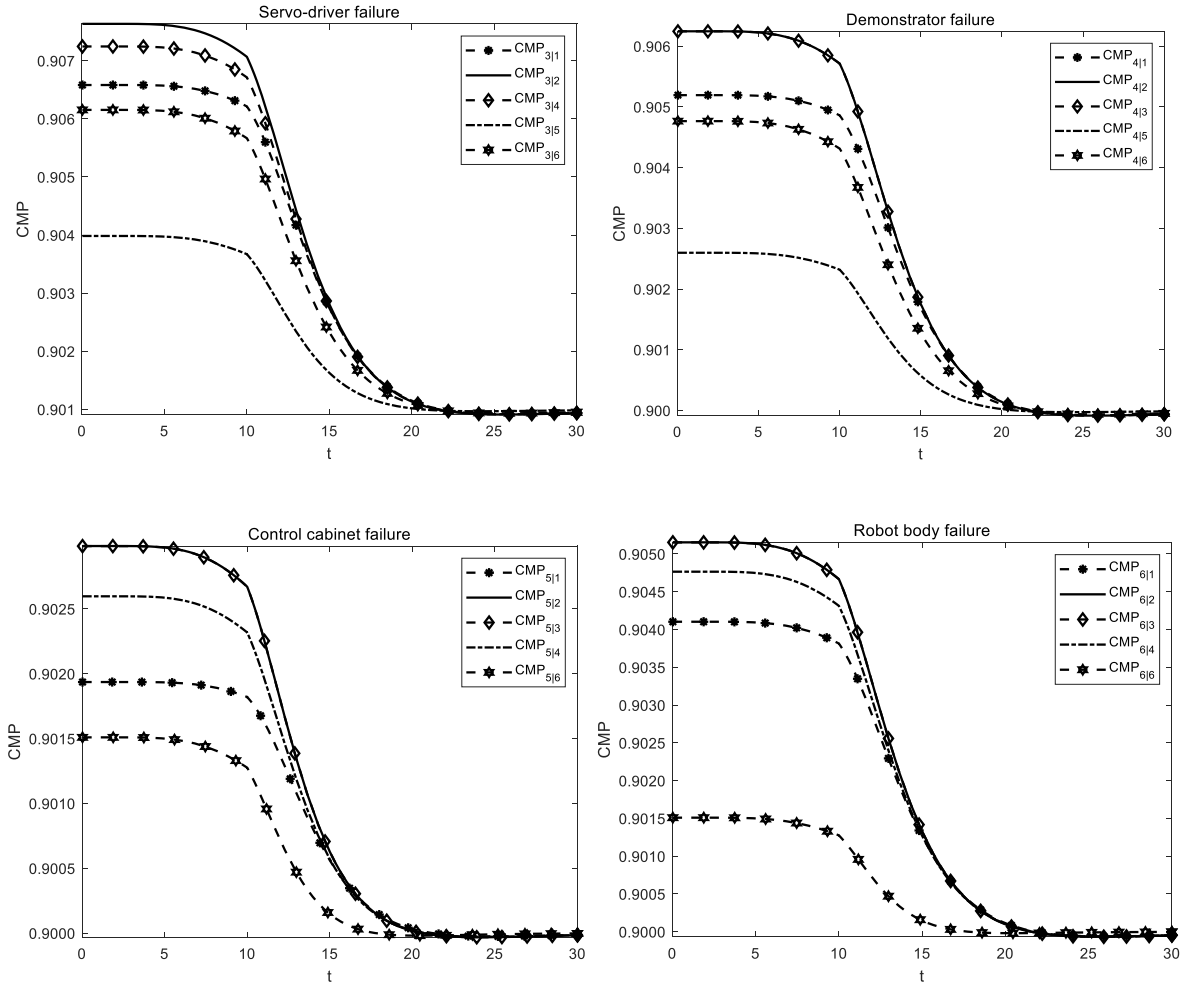 Servo-driver failure
CMP
0.907
0.906
0.905
0.904
0.903
0.902
0.901
0 5 10 15 20 25 30
t
CMP3|1
CMP3|2
CMP3|4
CMP3|5
CMP3|6
Demonstrator failure
CMP
0.906
0.905
0.904
0.903
0.902
0.901
0.900
0 5 10 15 20 25 30
t
CMP4|1
CMP4|2
CMP4|3
CMP4|5
CMP4|6
Control cabinet failure
CMP
0.9025
0.9020
0.9015
0.9010
0.9005
0.9000
0 5 10 15 20 25 30
t
CMP5|1
CMP5|2
CMP5|3
CMP5|4
CMP5|6
Robot body failure
CMP
0.9050
0.9045
0.9040
0.9035
0.9030
0.9025
0.9020
0.9015
0.9010
0.9005
0.9000
0 5 10 15 20 25 30
t
CMP6|1
CMP6|2
CMP6|3
CMP6|4
CMP6|6